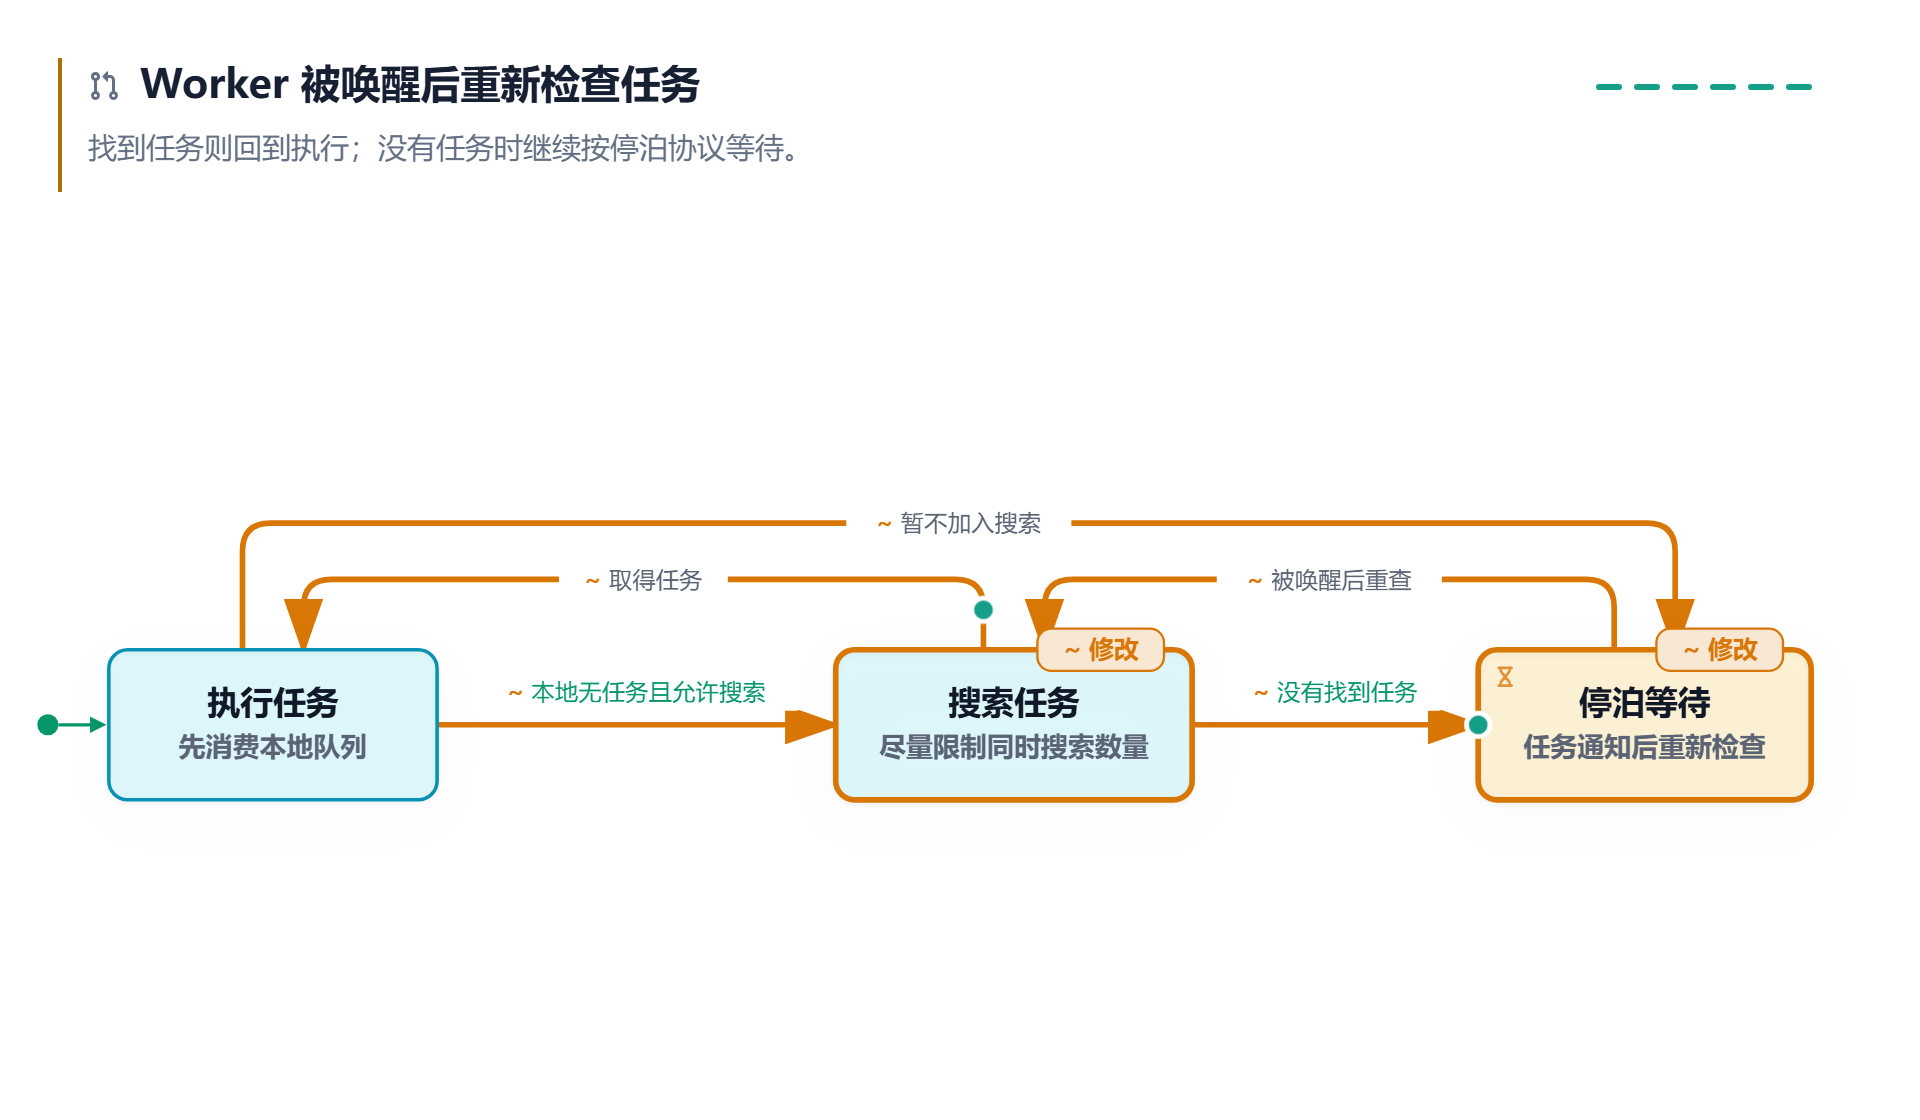 Worker 被唤醒后重新检查任务
找到任务则回到执行；没有任务时继续按停泊协议等待。
~ 暂不加入搜索
~ 取得任务
~ 被唤醒后重查
~ 修改
~ 修改
执行任务
先消费本地队列
~ 本地无任务且允许搜索
搜索任务
尽量限制同时搜索数量
~ 没有找到任务
停泊等待
任务通知后重新检查